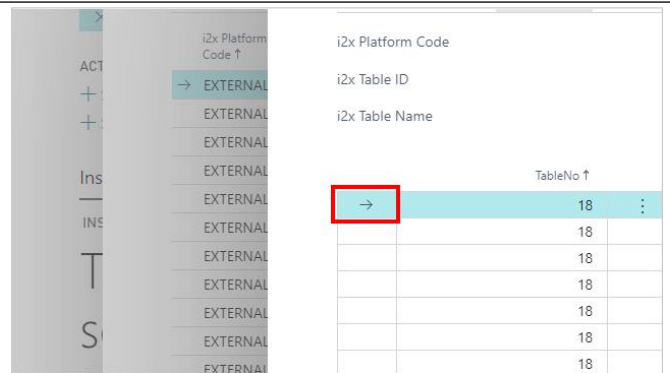 ACT
Ins
INS
T
i2x Platform
Code ↑
→ EXTERNAL
EXTERNAL
EXTERNAL
EXTERNAL
EXTERNAL
EXTERNAL
EXTERNAL
EXTERNAL
EXTERNAL
EXTERNAL
EXTERNAL
i2x Platform Code
i2x Table ID
i2x Table Name
TableNo ↑
→ 18
18
18
18
18
18
18